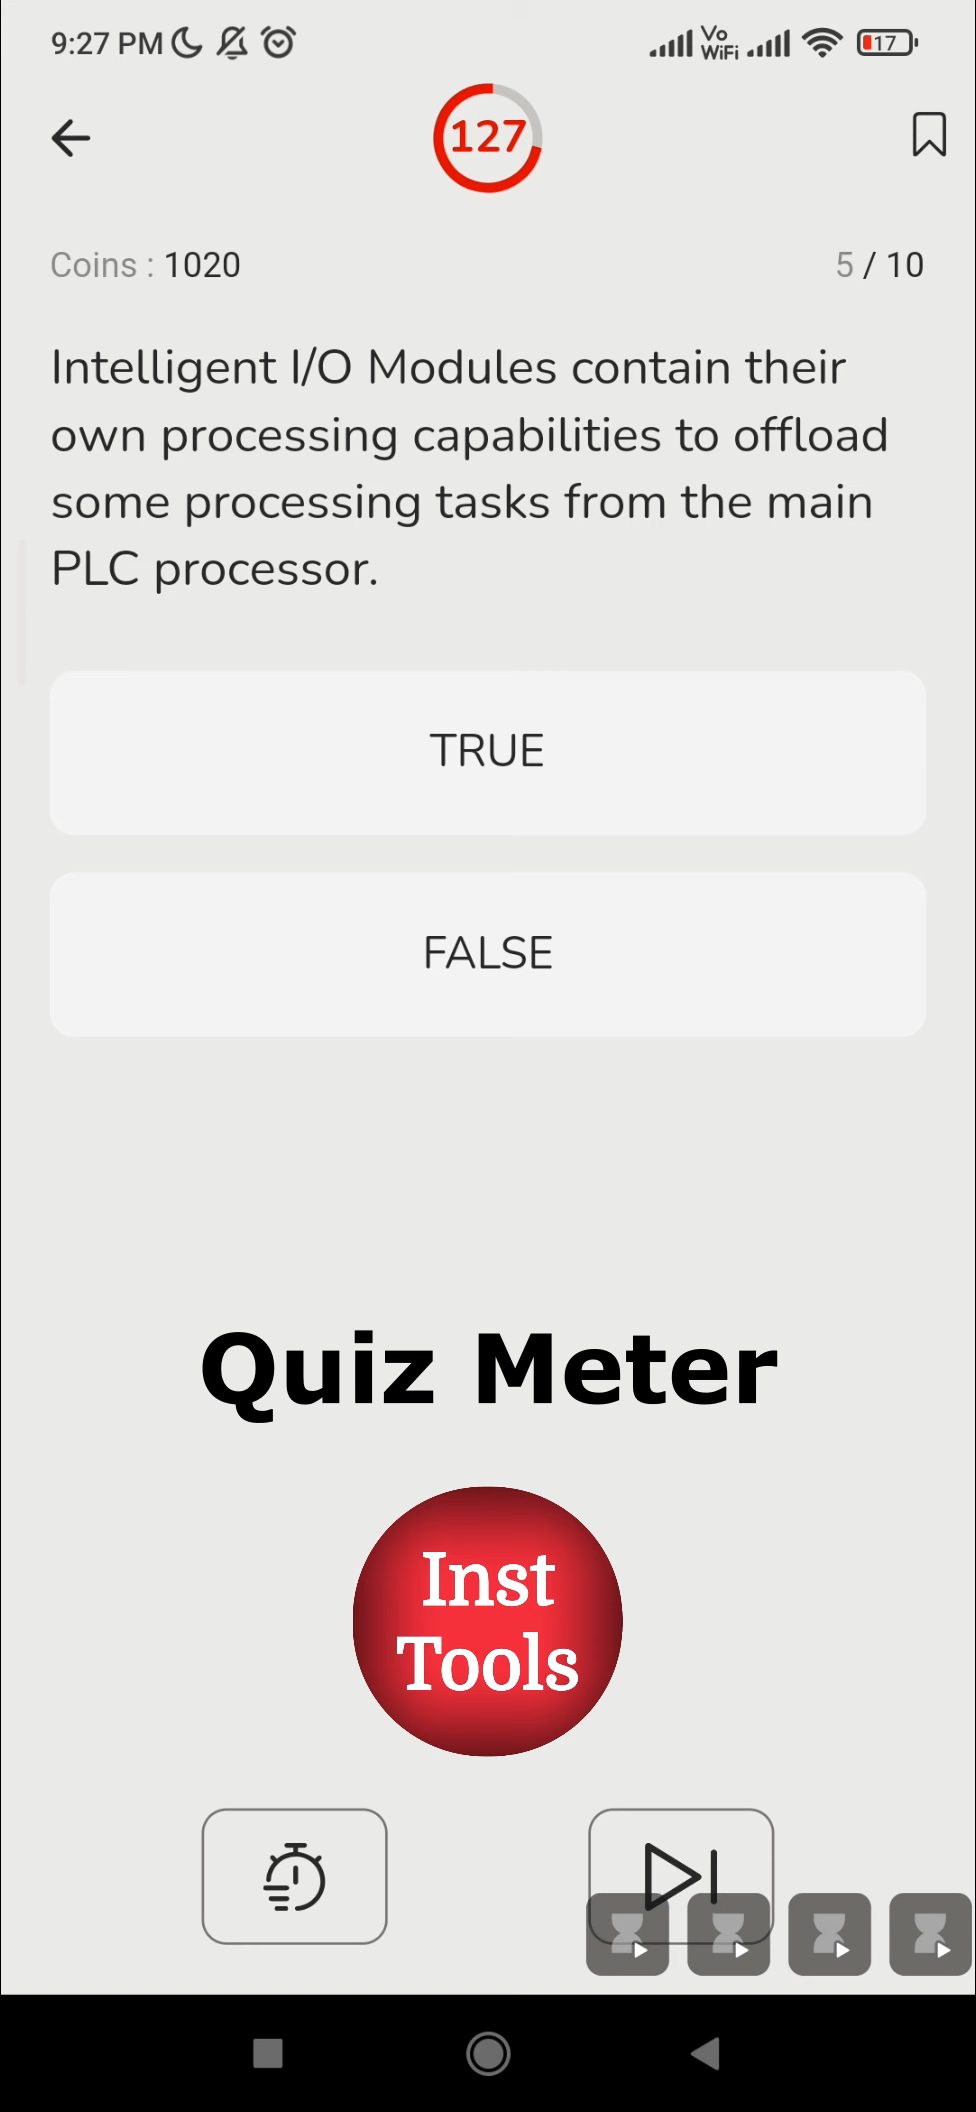 9:27 PM
Vo
WiFi
17
127
Coins : 1020
5 / 10
Intelligent I/O Modules contain their
own processing capabilities to offload
some processing tasks from the main
PLC processor.
TRUE
FALSE
Quiz Meter
Inst
Tools